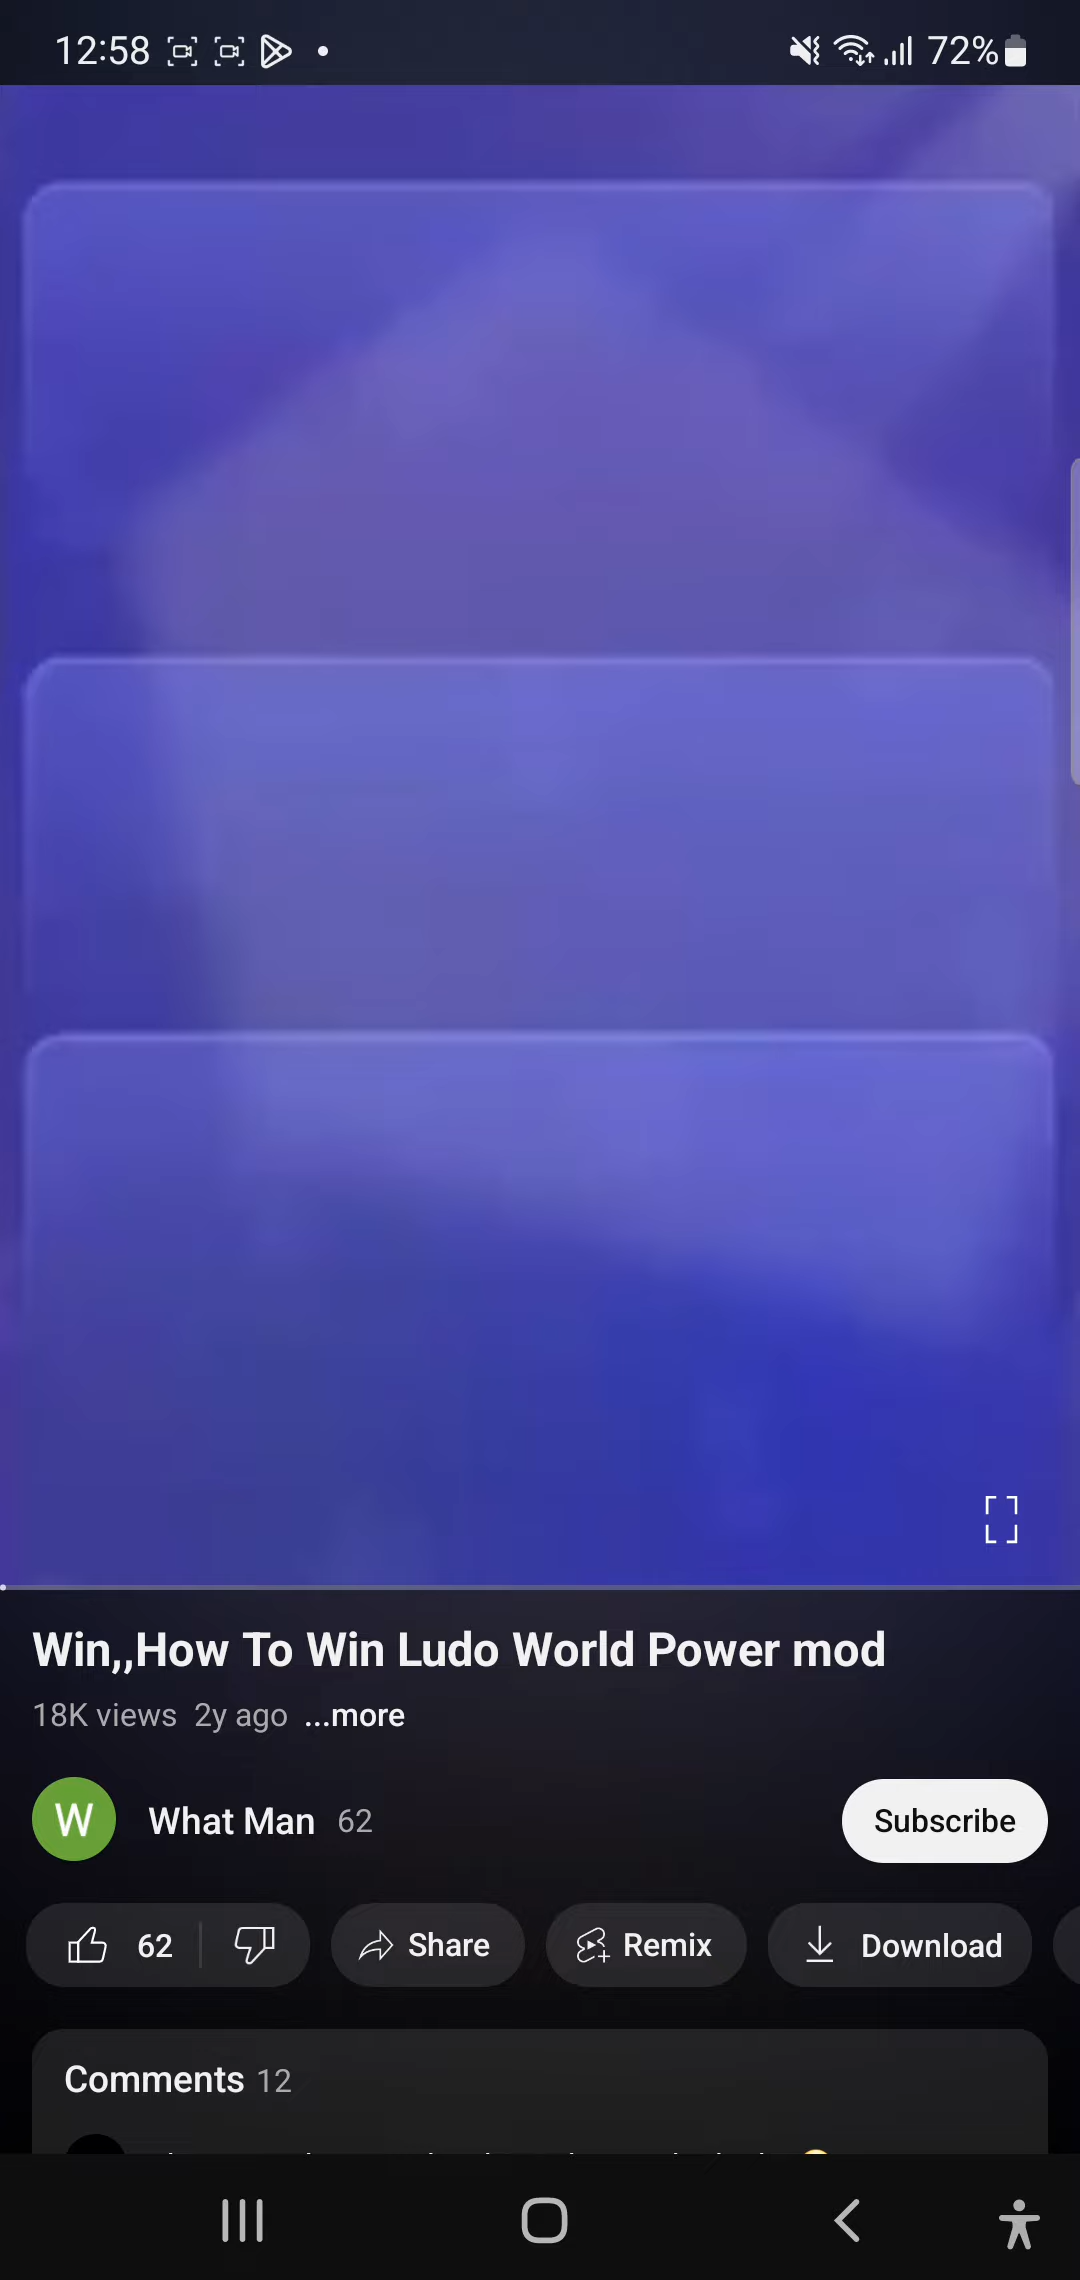 12:58
72%
Win,,How To Win Ludo World Power mod
18K views 2y ago ...more
W What Man 62 Subscribe
62 Share Remix Download
Comments 12